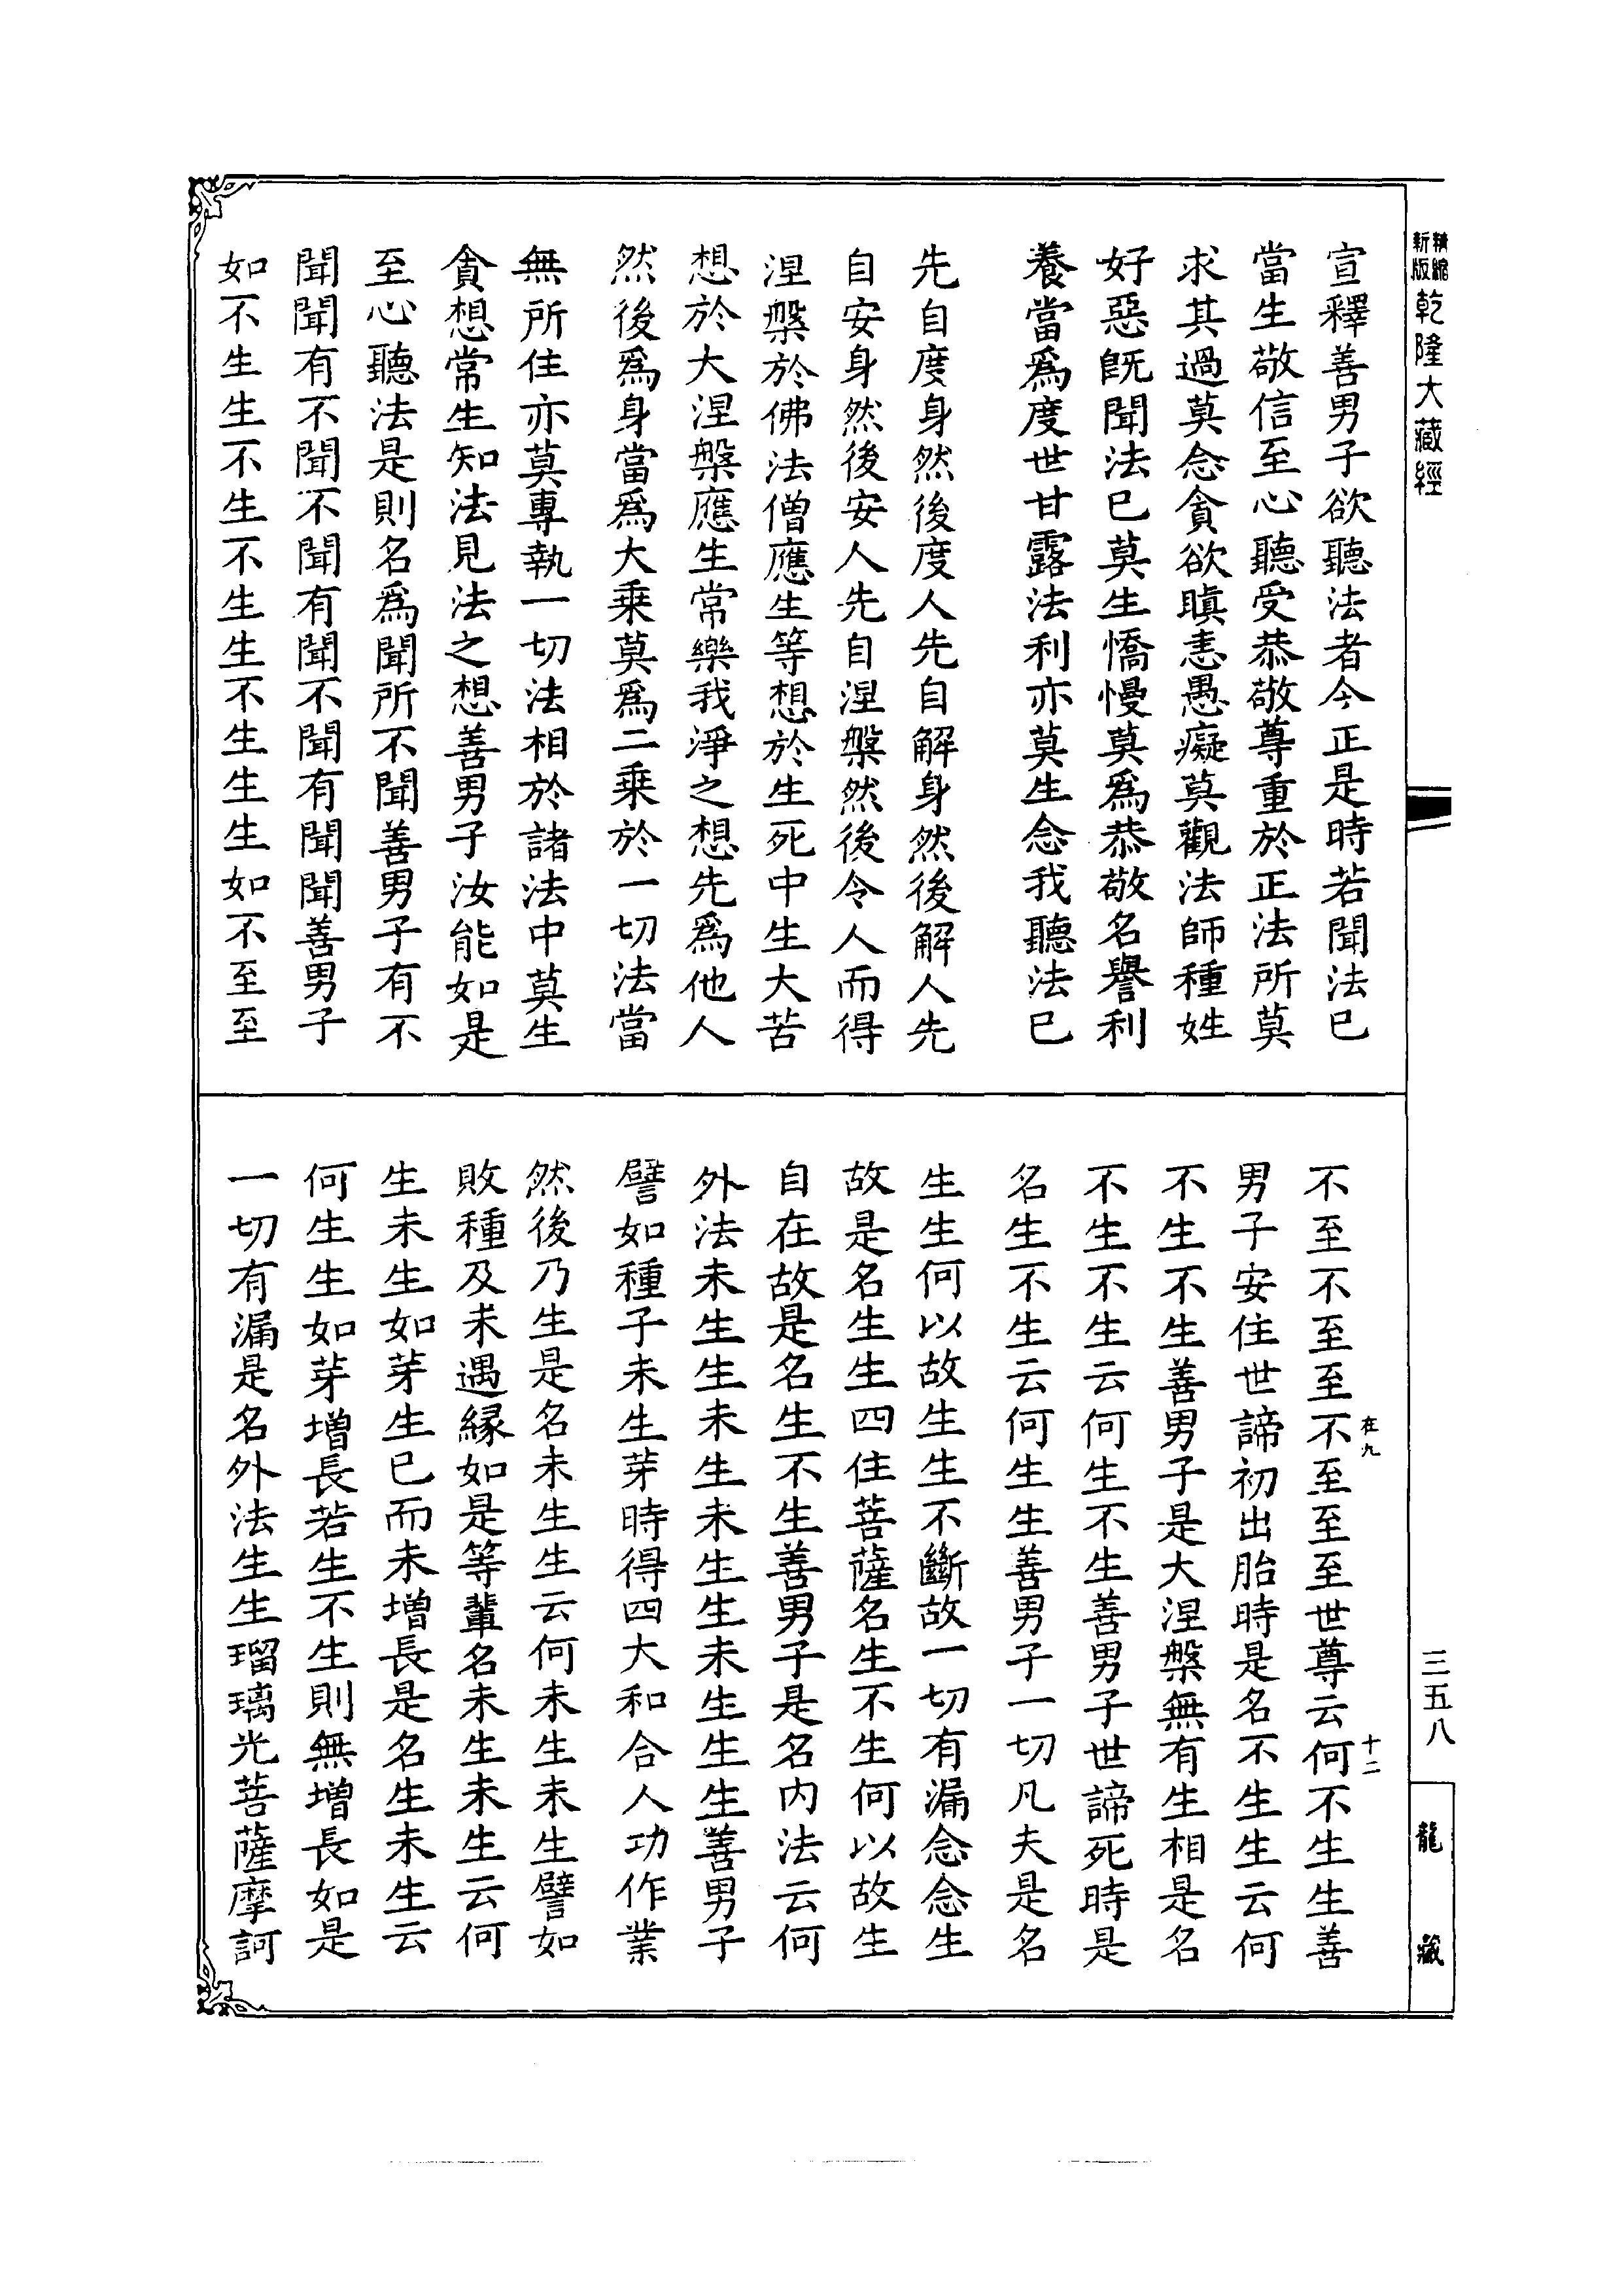 精縮
新版
乾隆大藏經
宣釋善男子欲聽法者今正是時若聞法已
當生敬信至心聽受恭敬尊重於正法所莫
求其過莫念貪欲瞋恚愚癡莫觀法師種姓
好惡既聞法已莫生憍慢莫爲恭敬名譽利
養當爲度世甘露法利亦莫生念我聽法已
先自度身然後度人先自解身然後解人先
自安身然後安人先自涅槃然後令人而得
涅槃於佛法僧應生等想於生死中生大苦
想於大涅槃應生常樂我淨之想先爲他人
然後爲身當爲大乘莫爲二乘於一切法當
無所住亦莫專執一切法相於諸法中莫生
貪想常生知法見法之想善男子汝能如是
至心聽法是則名爲聞所不聞善男子有不
聞聞有不聞不聞有聞不聞有聞聞善男子
如不生生不生不生生不生生生如不至至
不至不至至不至至至世尊云何不生生善
男子安住世諦初出胎時是名不生生云何
不生不生善男子是大涅槃無有生相是名
不生不生云何生不生善男子世諦死時是
名生不生云何生生善男子一切凡夫是名
生生何以故生生不斷故一切有漏念念生
故是名生生四住菩薩名生不生何以故生
自在故是名生不生善男子是名內法云何
外法未生生未生未生生未生生生善男子
譬如種子未生芽時得四大和合人功作業
然後乃生是名未生生云何未生未生譬如
敗種及未遇緣如是等輩名未生未生云何
生未生如芽生已而未增長是名生未生云
何生生如芽增長若生不生則無增長如是
一切有漏是名外法生生瑠璃光菩薩摩訶
在九
十二
三五八
龍藏